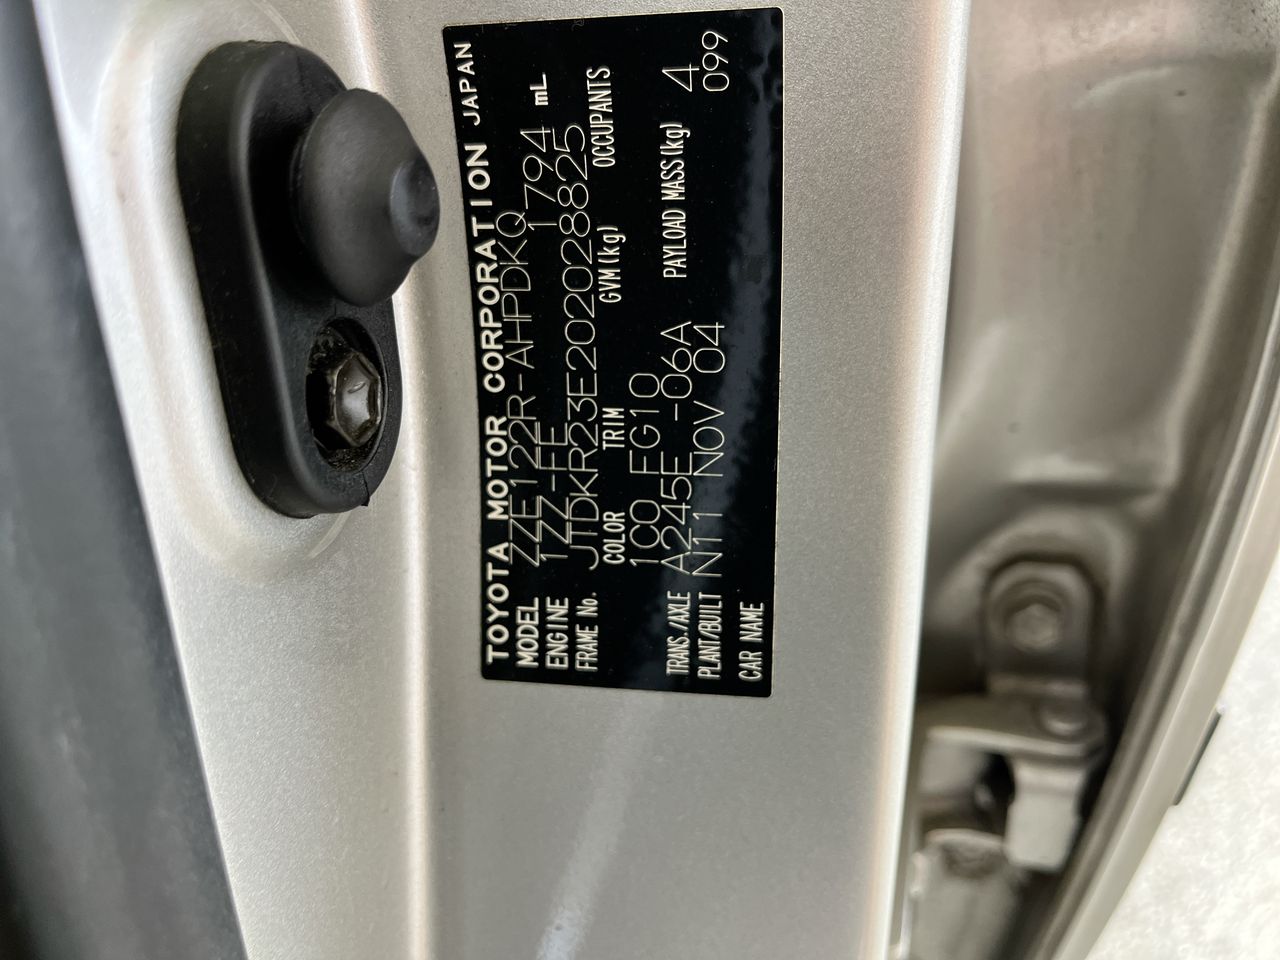 TOYOTA MOTOR CORPORATION JAPAN
MODEL ZZE122R-AHPDKQ
ENGINE 1ZZ-FE 1794 mL
FRAME No. JTDKR23E202028825
COLOR TRIM GVM(kg) OCCUPANTS
1C0 FG10
TRANS./AXLE A245E -06A PAYLOAD MASS(kg) 4
PLANT/BUILT N11 NOV 04 099
CAR NAME